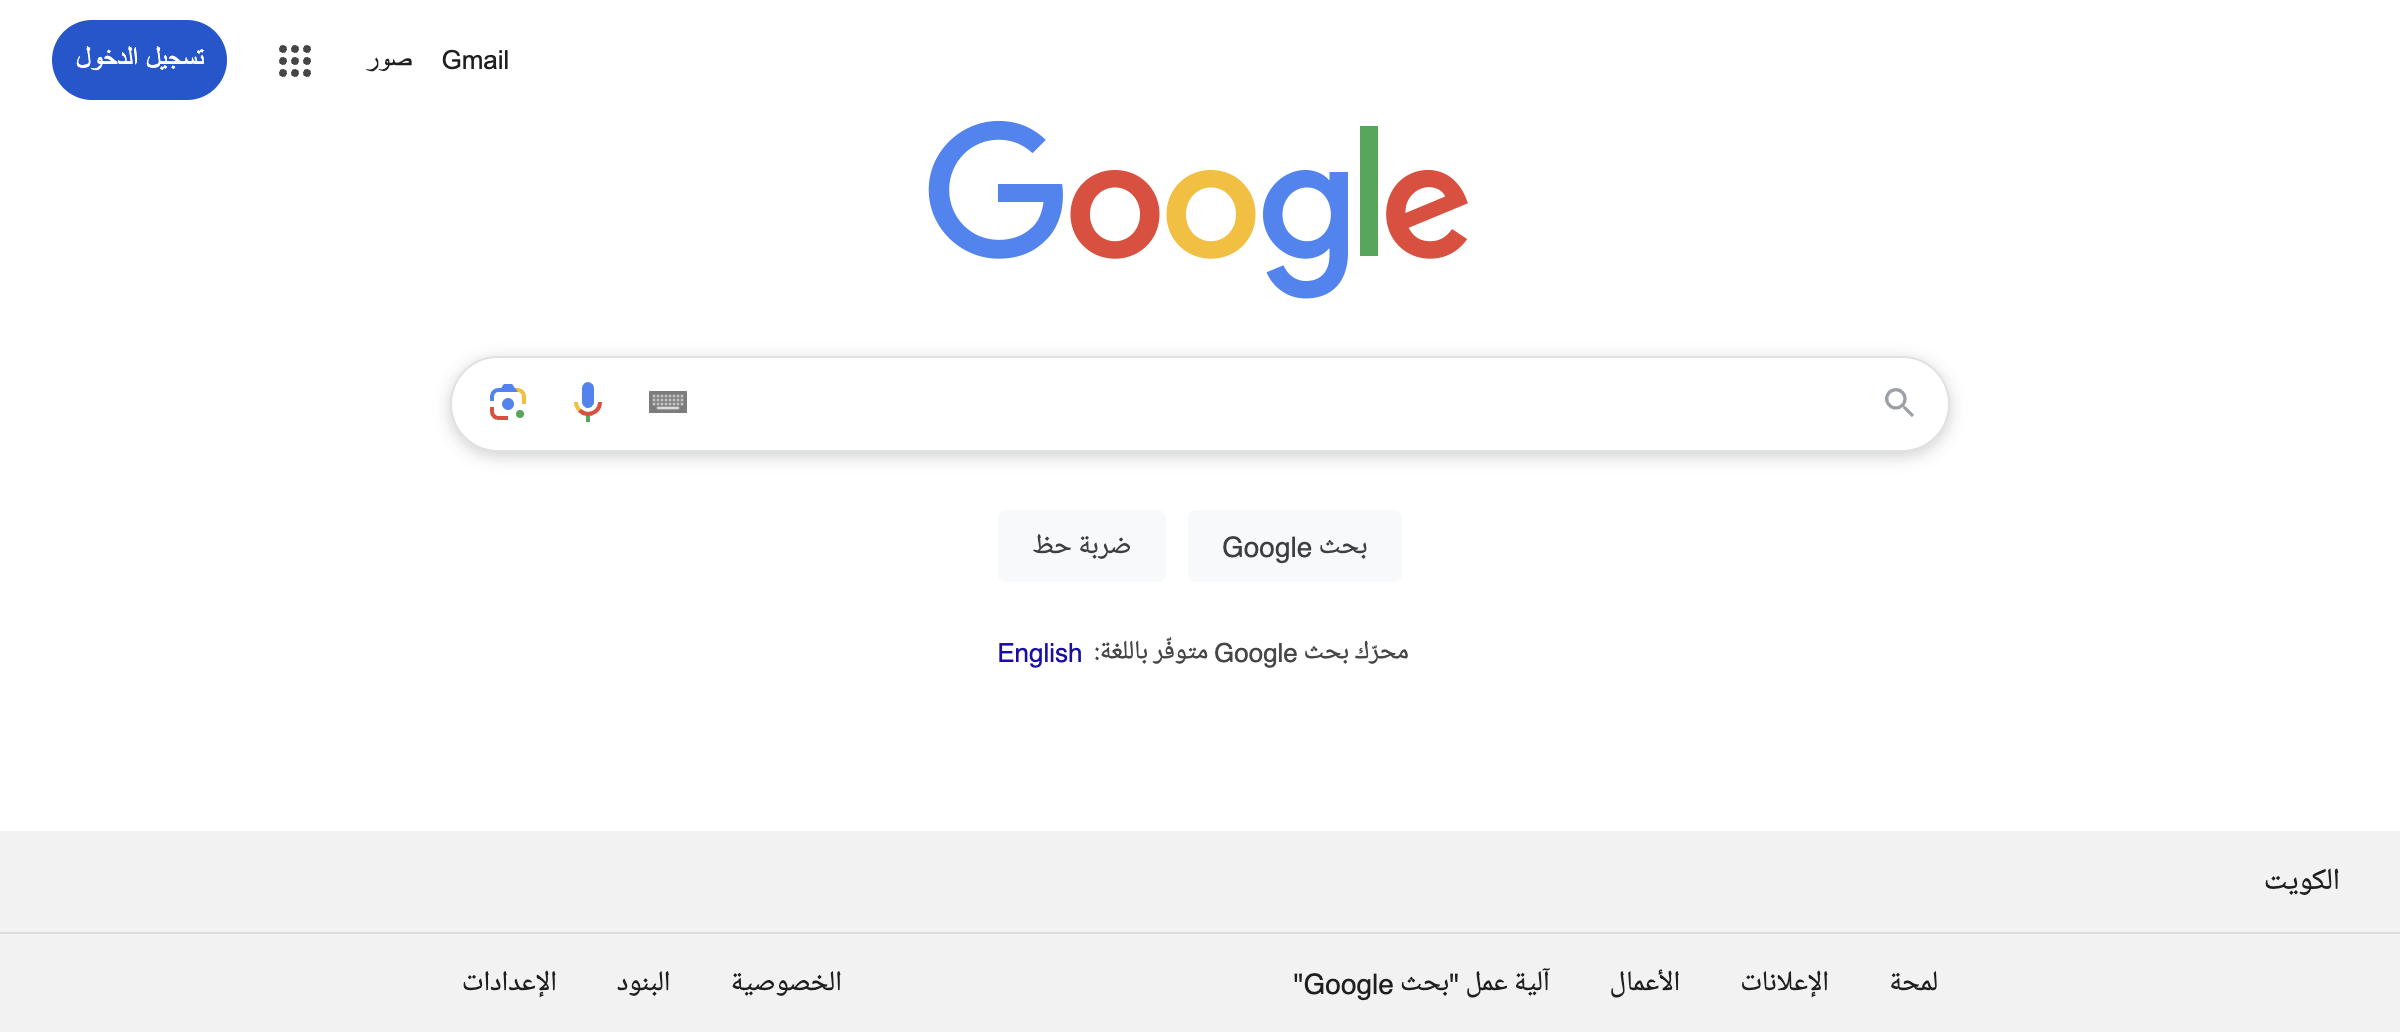 Gmail صور تسجيل الدخول
Google
بحث Google ضربة حظ
محرّك بحث Google متوفّر باللغة: English
الكويت
لمحة الإعلانات الأعمال آلية عمل "بحث Google" الخصوصية البنود الإعدادات